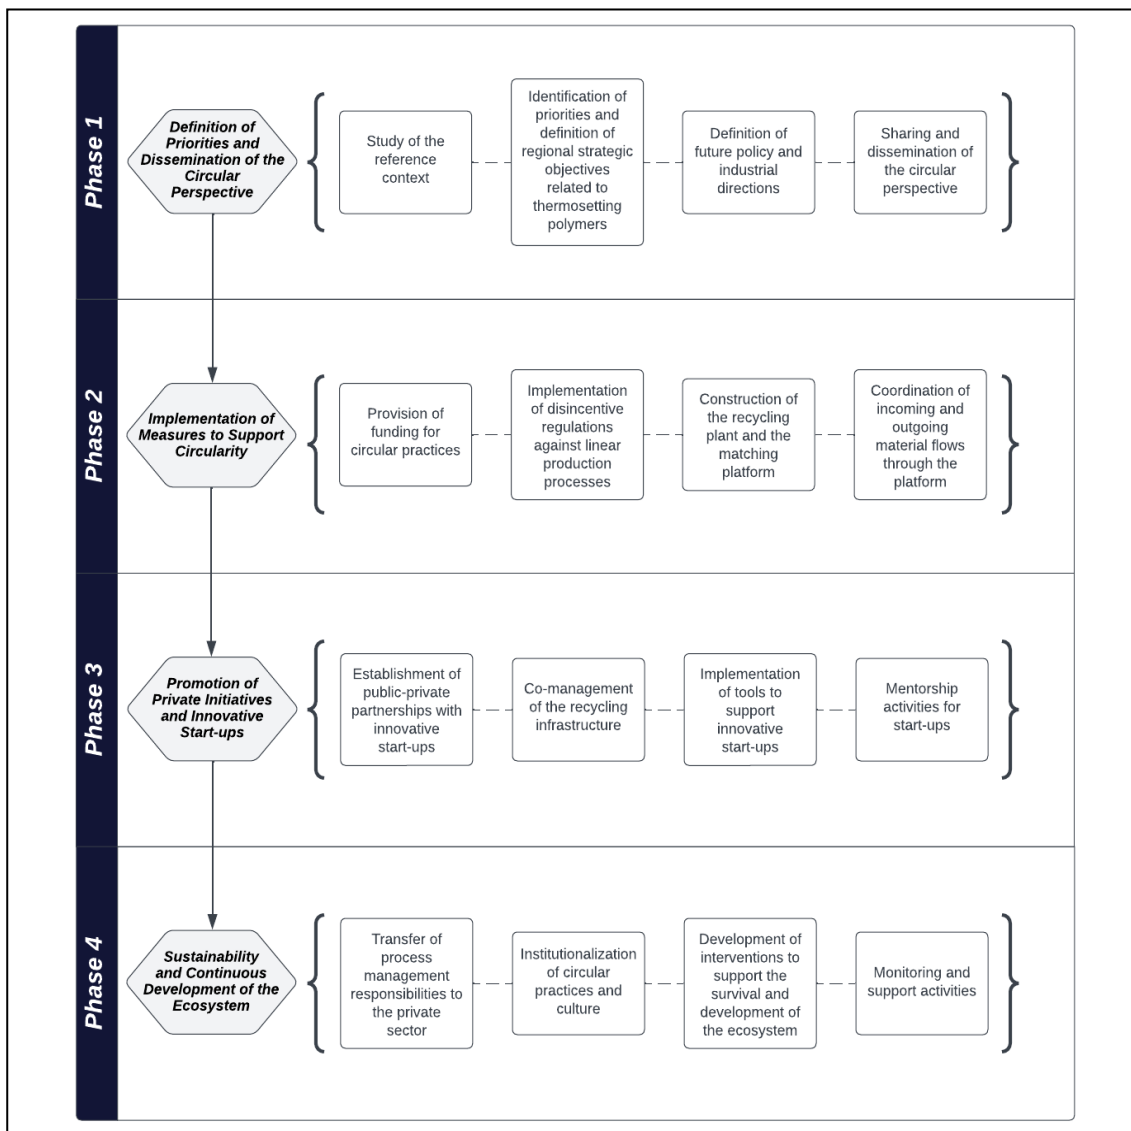 Phase 1
Definition of
Priorities and
Dissemination of the
Circular
Perspective
Study of the
reference
context
Identification of
priorities and
definition of
regional strategic
objectives
related to
thermosetting
polymers
Definition of
future policy and
industrial
directions
Sharing and
dissemination of
the circular
perspective
Phase 2
Implementation of
Measures to Support
Circularity
Provision of
funding for
circular practices
Implementation
of disincentive
regulations
against linear
production
processes
Construction of
the recycling
plant and the
matching
platform
Coordination of
incoming and
outgoing
material flows
through the
platform
Phase 3
Promotion of
Private Initiatives
and Innovative
Start-ups
Establishment of
public-private
partnerships with
innovative
start-ups
Co-management
of the recycling
infrastructure
Implementation
of tools to
support
innovative
start-ups
Mentorship
activities for
start-ups
Phase 4
Sustainability
and Continuous
Development of the
Ecosystem
Transfer of
process
management
responsibilities to
the private
sector
Institutionalization
of circular
practices and
culture
Development of
interventions to
support the
survival and
development of
the ecosystem
Monitoring and
support activities